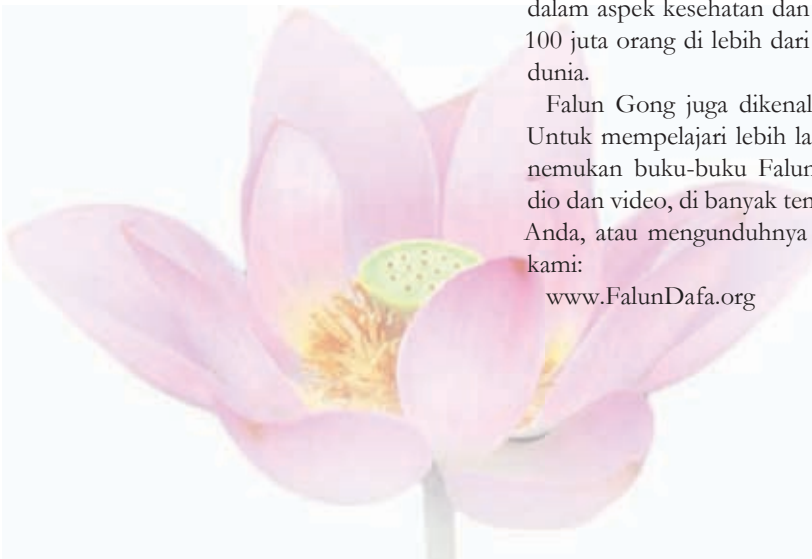 dalam aspek kesehatan dan
100 juta orang di lebih dari
dunia.
Falun Gong juga dikenal
Untuk mempelajari lebih la
nemukan buku-buku Falun
dio dan video, di banyak ten
Anda, atau mengunduhnya
kami:
www.FalunDafa.org